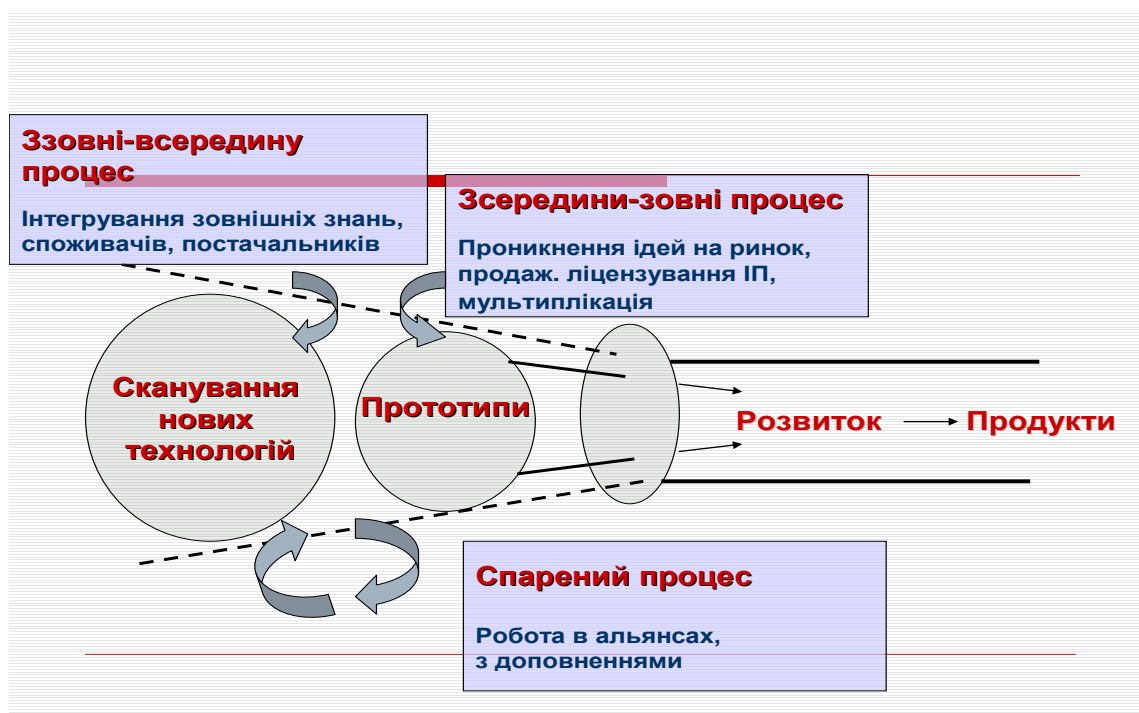 Ззовні-всередину
процес
Інтегрування зовнішніх знань,
споживачів, постачальників
Зсередини-зовні процес
Проникнення ідей на ринок,
продаж. ліцензування ІП,
мультиплікація
Сканування
нових
технологій
Прототипи
Розвиток
Продукти
Спарений процес
Робота в альянсах,
з доповненнями